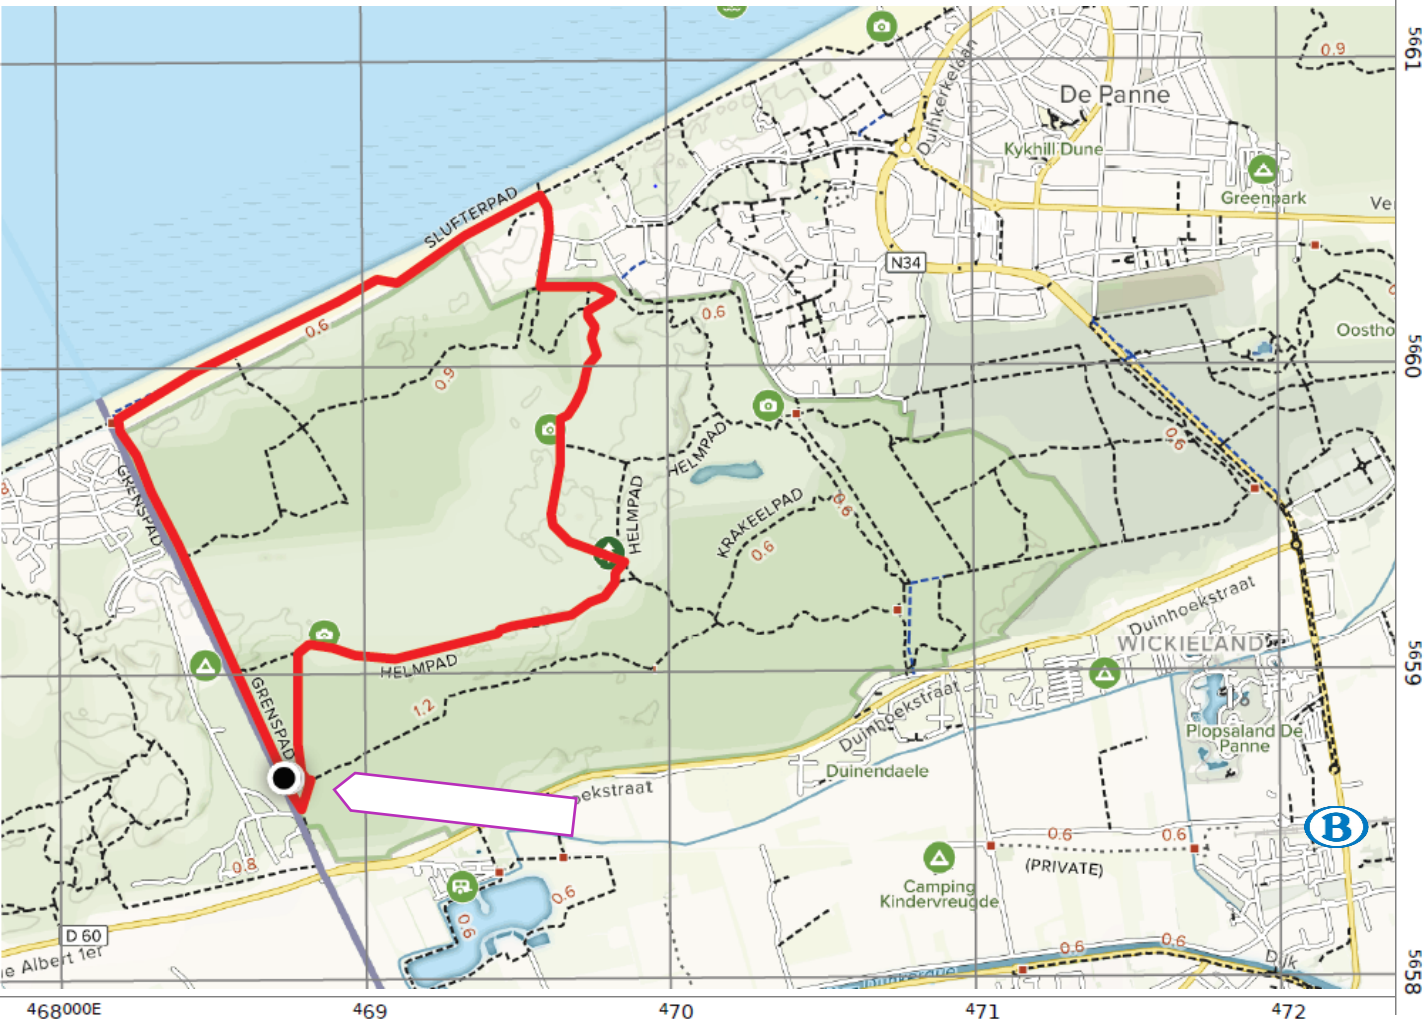 5661
0.9
De Panne
Duinkerkelaan
Kykhill Dune
Greenpark
SLUFTERPAD
N34
0.6
0.6
Oostho
0.9
5660
HELMPAD
0.6
GRENSPAD
HELMPAD
KRAKEELPAD
0.6
0.6
Duinhoekstraat
WICKIELAND
HELMPAD
5659
GRENSPAD
1.2
Duinhoekstraat
Plopsaland De
Panne
Duinendaele
oekstraat
B
0.6
0.6
0.8
(PRIVATE)
Camping
Kindervreugde
0.6
0.6
D 60
0.6
0.6
ie Albert 1er
Dijk
5658
468000E
469
470
471
472